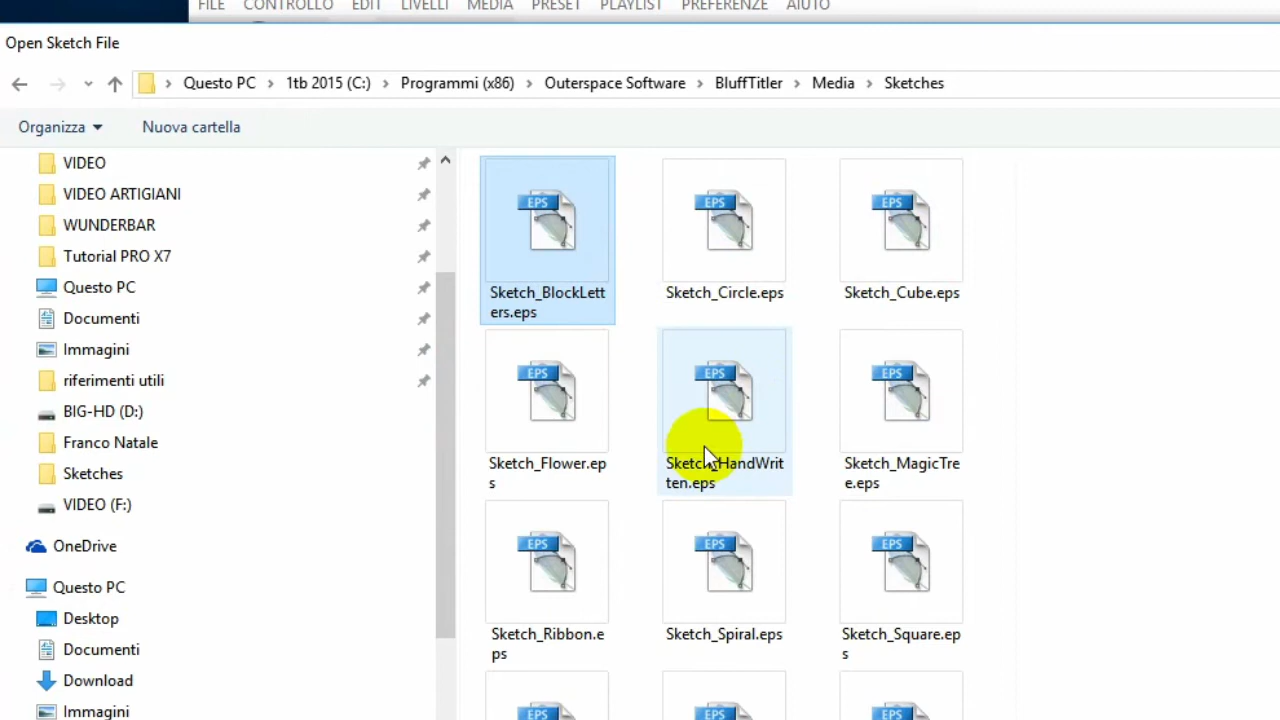 FILE CONTROLLO EDIT LIVELLI MEDIA PRESET PLAYLIST PREFERENZE AIUTO
Open Sketch File
Questo PC 1tb 2015 (C:) Programmi (x86) Outerspace Software BluffTitler Media Sketches
Organizza Nuova cartella
VIDEO
VIDEO ARTIGIANI
WUNDERBAR
Tutorial PRO X7
Questo PC
Documenti
Immagini
riferimenti utili
BIG-HD (D:)
Franco Natale
Sketches
VIDEO (F:)
OneDrive
Questo PC
Desktop
Documenti
Download
Immagini
EPS EPS EPS
Sketch_BlockLett
ers.eps
Sketch_Circle.eps
Sketch_Cube.eps
EPS EPS EPS
Sketch_Flower.ep
s
Sketch_HandWrit
ten.eps
Sketch_MagicTre
e.eps
EPS EPS EPS
Sketch_Ribbon.e
ps
Sketch_Spiral.eps
Sketch_Square.ep
s
EPS EPS EPS